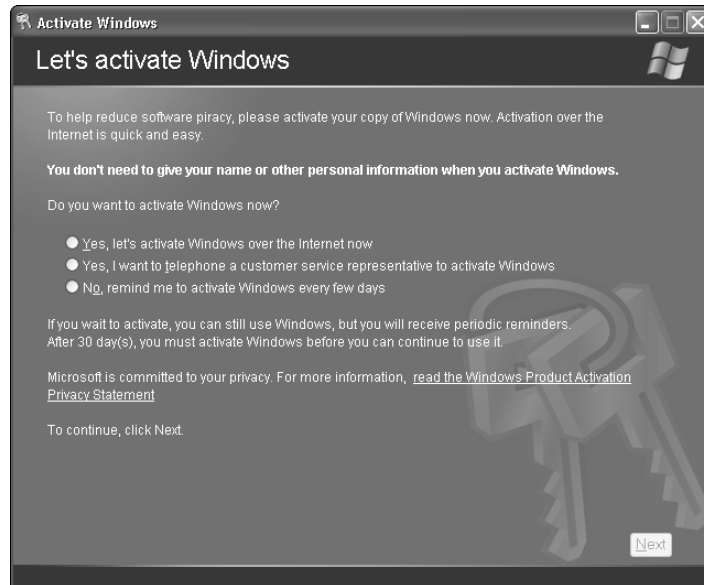 Activate Windows
Let's activate Windows
To help reduce software piracy, please activate your copy of Windows now. Activation over the
Internet is quick and easy.
You don't need to give your name or other personal information when you activate Windows.
Do you want to activate Windows now?
Yes, let's activate Windows over the Internet now
Yes, I want to telephone a customer service representative to activate Windows
No, remind me to activate Windows every few days
If you wait to activate, you can still use Windows, but you will receive periodic reminders.
After 30 day(s), you must activate Windows before you can continue to use it.
Microsoft is committed to your privacy. For more information, read the Windows Product Activation
Privacy Statement
To continue, click Next.
Next